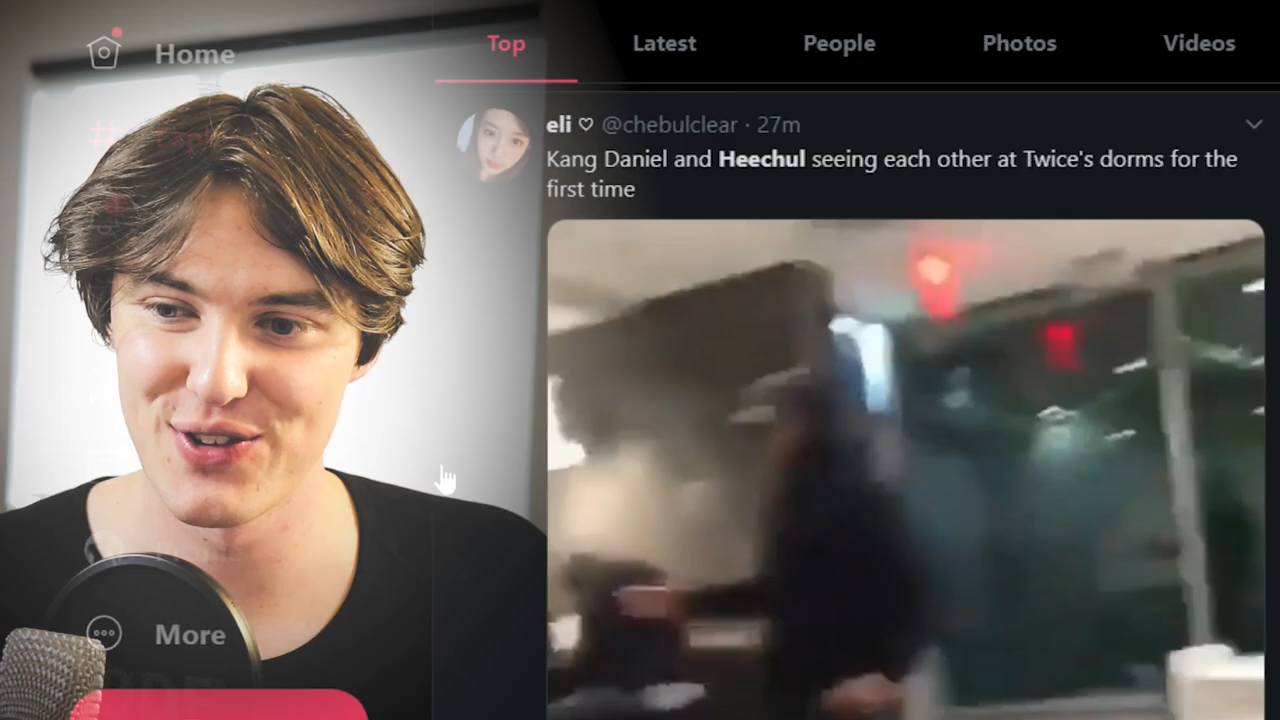 Home
Top
Latest
People
Photos
Videos
eli ♡ @chebulclear · 27m
Kang Daniel and Heechul seeing each other at Twice's dorms for the
first time
More